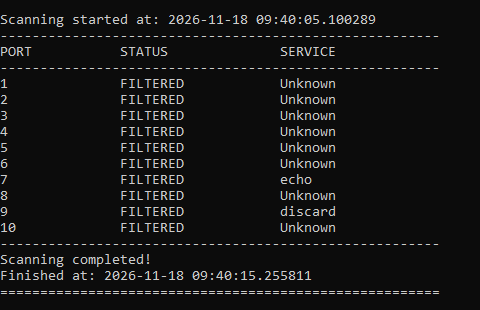 Scanning started at: 2026-11-18 09:40:05.100289
-------------------------------------------------------
PORT STATUS SERVICE
-------------------------------------------------------
1 FILTERED Unknown
2 FILTERED Unknown
3 FILTERED Unknown
4 FILTERED Unknown
5 FILTERED Unknown
6 FILTERED Unknown
7 FILTERED echo
8 FILTERED Unknown
9 FILTERED discard
10 FILTERED Unknown
-------------------------------------------------------
Scanning completed!
Finished at: 2026-11-18 09:40:15.255811
=======================================================